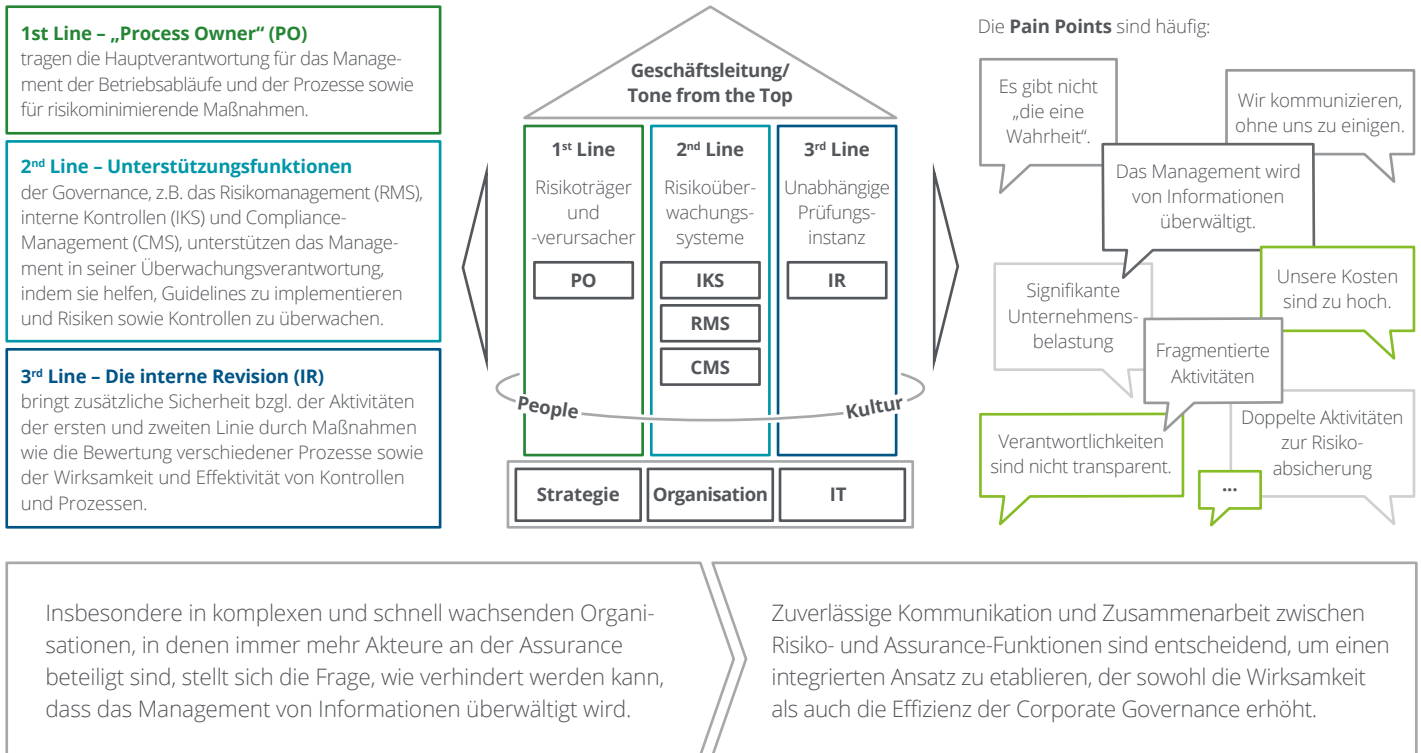 1st Line – „Process Owner“ (PO)
tragen die Hauptverantwortung für das Manage-
ment der Betriebsabläufe und der Prozesse sowie
für risikominimierende Maßnahmen.
2nd Line – Unterstützungsfunktionen
der Governance, z.B. das Risikomanagement (RMS),
interne Kontrollen (IKS) und Compliance-
Management (CMS), unterstützen das Manage-
ment in seiner Überwachungsverantwortung,
indem sie helfen, Guidelines zu implementieren
und Risiken sowie Kontrollen zu überwachen.
3rd Line – Die interne Revision (IR)
bringt zusätzliche Sicherheit bzgl. der Aktivitäten
der ersten und zweiten Linie durch Maßnahmen
wie die Bewertung verschiedener Prozesse sowie
der Wirksamkeit und Effektivität von Kontrollen
und Prozessen.
Geschäftsleitung/
Tone from the Top
1st Line
Risikoträger
und
-verursacher
PO
2nd Line
Risikoüber-
wachungs-
systeme
IKS
RMS
CMS
3rd Line
Unabhängige
Prüfungs-
instanz
IR
People
Kultur
Strategie
Organisation
IT
Die Pain Points sind häufig:
Es gibt nicht
„die eine
Wahrheit“.
Wir kommunizieren,
ohne uns zu einigen.
Das Management wird
von Informationen
überwältigt.
Signifikante
Unternehmens-
belastung
Unsere Kosten
sind zu hoch.
Fragmentierte
Aktivitäten
Verantwortlichkeiten
sind nicht transparent.
Doppelte Aktivitäten
zur Risiko-
absicherung
...
Insbesondere in komplexen und schnell wachsenden Organi-
sationen, in denen immer mehr Akteure an der Assurance
beteiligt sind, stellt sich die Frage, wie verhindert werden kann,
dass das Management von Informationen überwältigt wird.
Zuverlässige Kommunikation und Zusammenarbeit zwischen
Risiko- und Assurance-Funktionen sind entscheidend, um einen
integrierten Ansatz zu etablieren, der sowohl die Wirksamkeit
als auch die Effizienz der Corporate Governance erhöht.